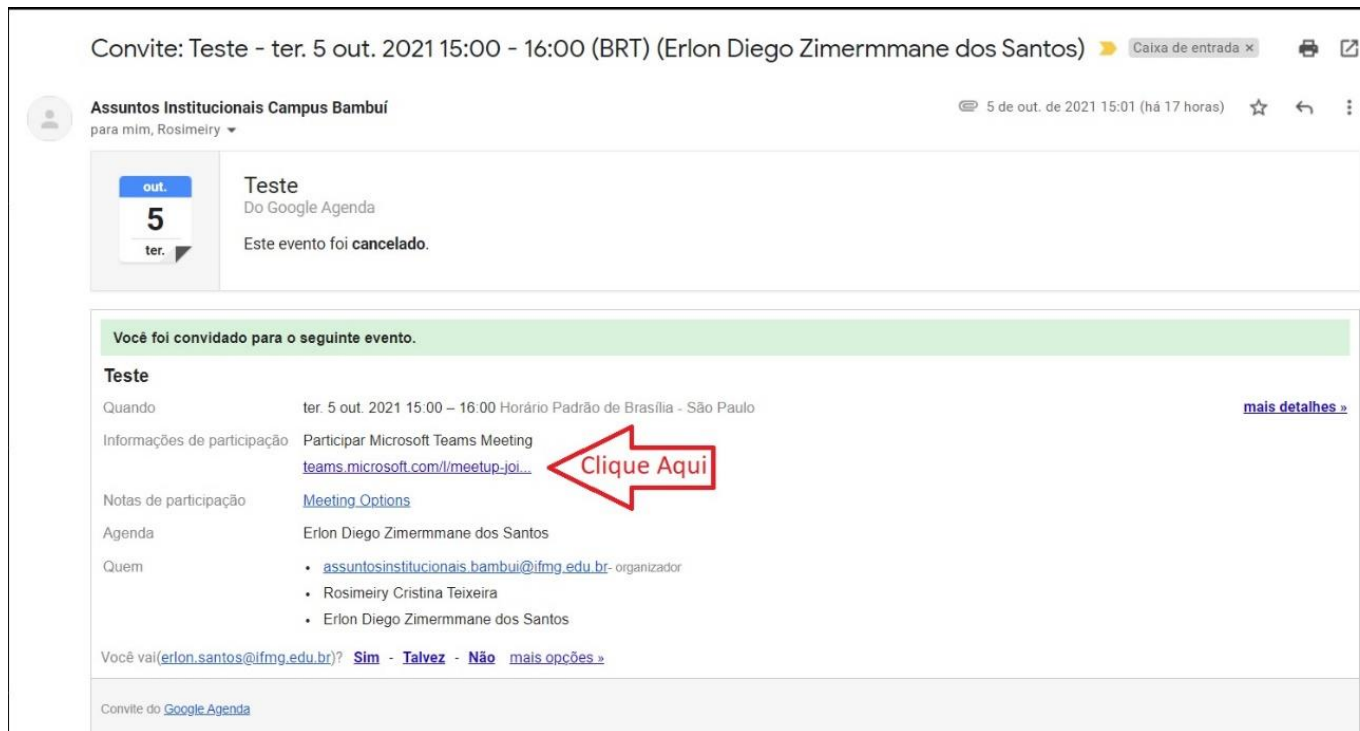 Convite: Teste - ter. 5 out. 2021 15:00 - 16:00 (BRT) (Erlon Diego Zimermmane dos Santos) Caixa de entrada ×
Assuntos Institucionais Campus Bambuí 5 de out. de 2021 15:01 (há 17 horas)
para mim, Rosimeiry
out.
5
ter.
Teste
Do Google Agenda
Este evento foi cancelado.
Você foi convidado para o seguinte evento.
Teste
Quando ter. 5 out. 2021 15:00 – 16:00 Horário Padrão de Brasília - São Paulo mais detalhes »
Informações de participação Participar Microsoft Teams Meeting
teams.microsoft.com/l/meetup-joi... Clique Aqui
Notas de participação Meeting Options
Agenda Erlon Diego Zimermmane dos Santos
Quem • assuntosinstitucionais.bambui@ifmg.edu.br- organizador
• Rosimeiry Cristina Teixeira
• Erlon Diego Zimermmane dos Santos
Você vai(erlon.santos@ifmg.edu.br)? Sim - Talvez - Não mais opções »
Convite do Google Agenda